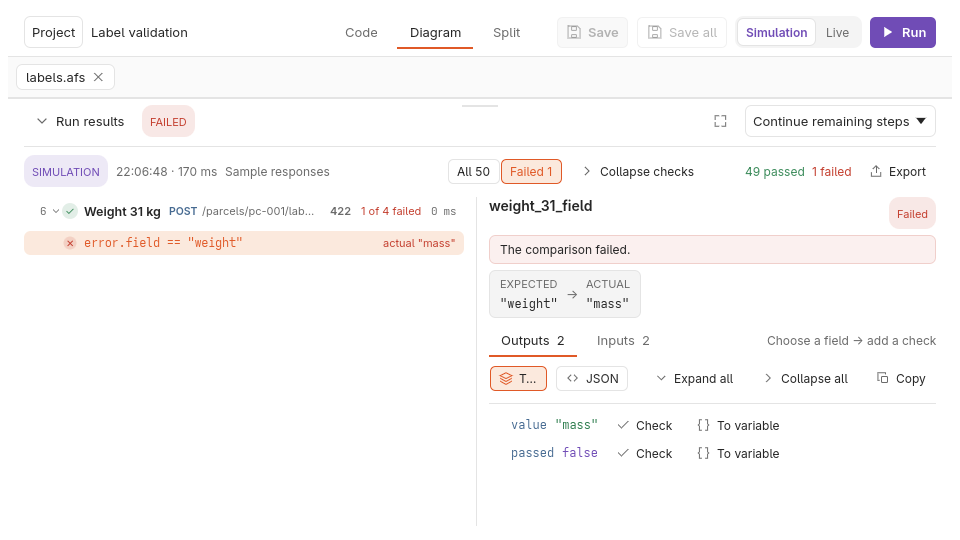 Project Label validation Code Diagram Split Save Save all Simulation Live Run
labels.afs
Run results FAILED Continue remaining steps
SIMULATION 22:06:48 · 170 ms Sample responses All 50 Failed 1 Collapse checks 49 passed 1 failed Export
6 Weight 31 kg POST /parcels/pc-001/lab... 422 1 of 4 failed 0 ms
error.field == "weight" actual "mass"
weight_31_field Failed
The comparison failed.
EXPECTED → ACTUAL
"weight" "mass"
Outputs 2 Inputs 2 Choose a field → add a check
T... JSON Expand all Collapse all Copy
value "mass" Check {} To variable
passed false Check {} To variable